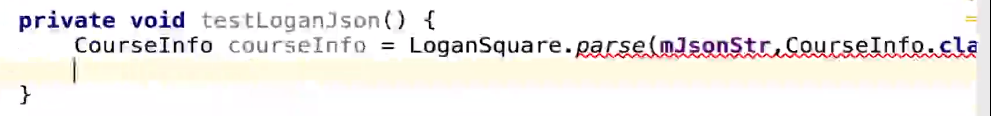 private void testLoganJson() {
CourseInfo courseInfo = LoganSquare.parse(mJsonStr,CourseInfo.cla
}